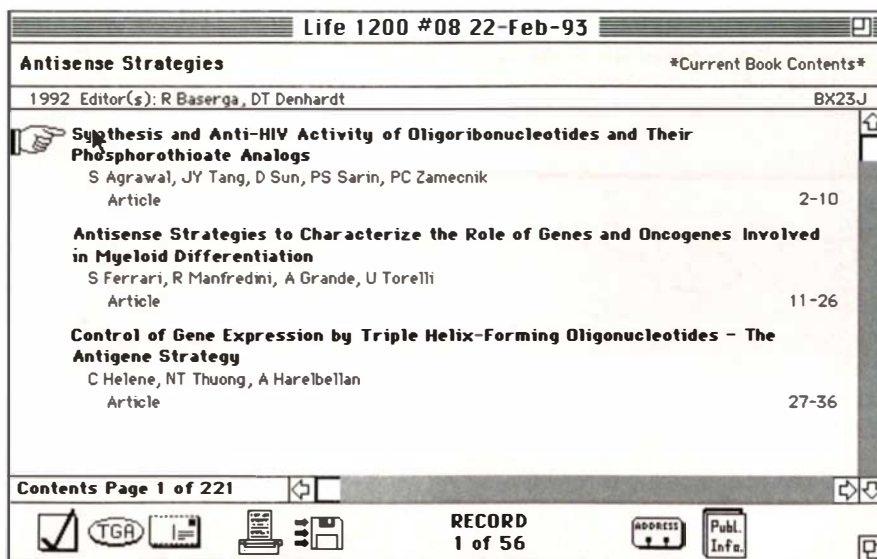 Life 1200 #08 22-Feb-93
Antisense Strategies
*Current Book Contents*
1992 Editor(s): R Baserga, DT Denhardt
BX23J
Synthesis and Anti-HIV Activity of Oligoribonucleotides and Their
Phosphorothioate Analogs
S Agrawal, JY Tang, D Sun, PS Sarin, PC Zamecnik
Article
2-10
Antisense Strategies to Characterize the Role of Genes and Oncogenes Involved
in Myeloid Differentiation
S Ferrari, R Manfredini, A Grande, U Torelli
Article
11-26
Control of Gene Expression by Triple Helix-Forming Oligonucleotides - The
Antigene Strategy
C Helene, NT Thuong, A Harelbellan
Article
27-36
Contents Page 1 of 221
TGA
RECORD
1 of 56
ADDRESS
Publ.
Info.